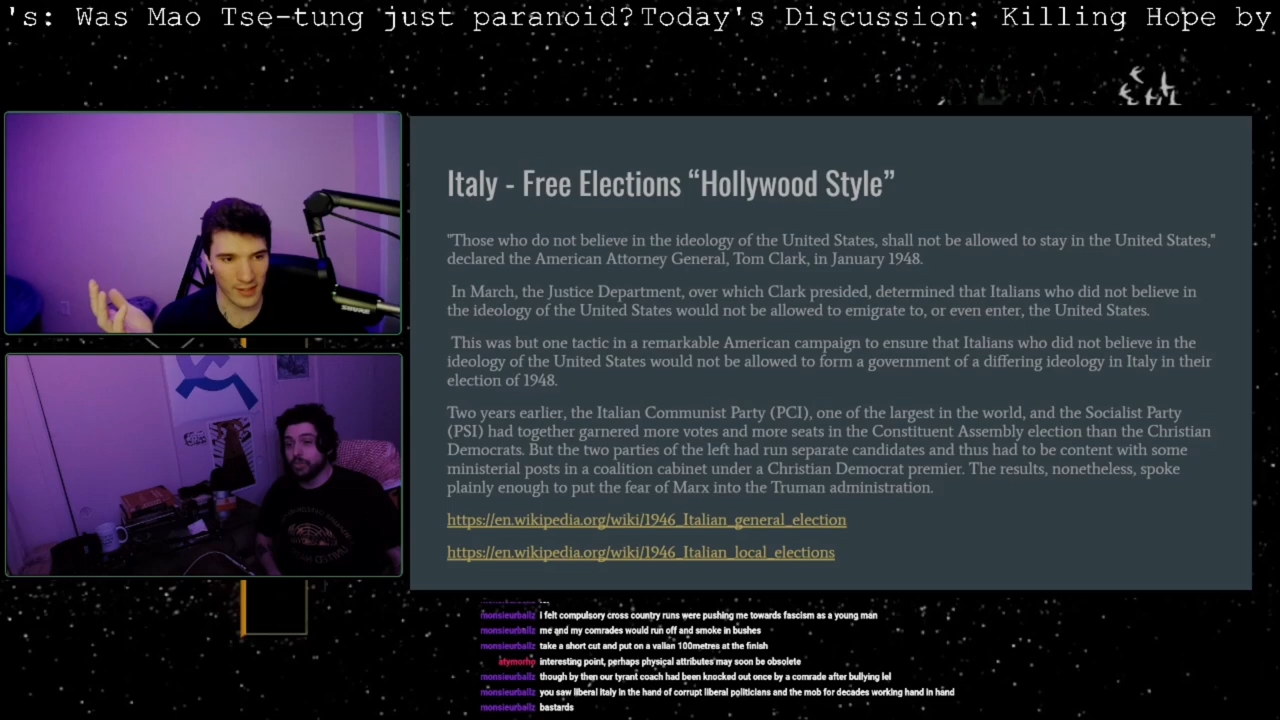 's: Was Mao Tse-tung just paranoid? Today's Discussion: Killing Hope by
Italy - Free Elections “Hollywood Style”
"Those who do not believe in the ideology of the United States, shall not be allowed to stay in the United States,"
declared the American Attorney General, Tom Clark, in January 1948.
In March, the Justice Department, over which Clark presided, determined that Italians who did not believe in
the ideology of the United States would not be allowed to emigrate to, or even enter, the United States.
This was but one tactic in a remarkable American campaign to ensure that Italians who did not believe in the
ideology of the United States would not be allowed to form a government of a differing ideology in Italy in their
election of 1948.
Two years earlier, the Italian Communist Party (PCI), one of the largest in the world, and the Socialist Party
(PSI) had together garnered more votes and more seats in the Constituent Assembly election than the Christian
Democrats. But the two parties of the left had run separate candidates and thus had to be content with some
ministerial posts in a coalition cabinet under a Christian Democrat premier. The results, nonetheless, spoke
plainly enough to put the fear of Marx into the Truman administration.
https://en.wikipedia.org/wiki/1946_Italian_general_election
https://en.wikipedia.org/wiki/1946_Italian_local_elections
monsieurballz I felt compulsory cross country runs were pushing me towards fascism as a young man
monsieurballz me and my comrades would run off and smoke in bushes
monsieurballz take a short cut and put on a valian 100metres at the finish
atymorho interesting point, perhaps physical attributes may soon be obsolete
monsieurballz though by then our tyrant coach had been knocked out once by a comrade after bullying lel
monsieurballz you saw liberal italy in the hand of corrupt liberal politicians and the mob for decades working hand in hand
monsieurballz bastards